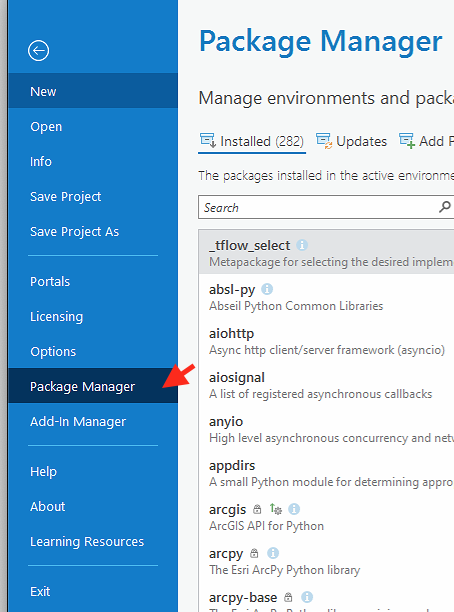 New
Open
Info
Save Project
Save Project As
Portals
Licensing
Options
Package Manager
Add-In Manager
Help
About
Learning Resources
Exit
Package Manager
Manage environments and pack
Installed (282) Updates Add
The packages installed in the active environme
Search
_tflow_select
Metapackage for selecting the desired implem
absl-py
Abseil Python Common Libraries
aiohttp
Async http client/server framework (asyncio)
aiosignal
A list of registered asynchronous callbacks
anyio
High level asynchronous concurrency and netw
appdirs
A small Python module for determining appro
arcgis
ArcGIS API for Python
arcpy
The Esri ArcPy Python library
arcpy-base